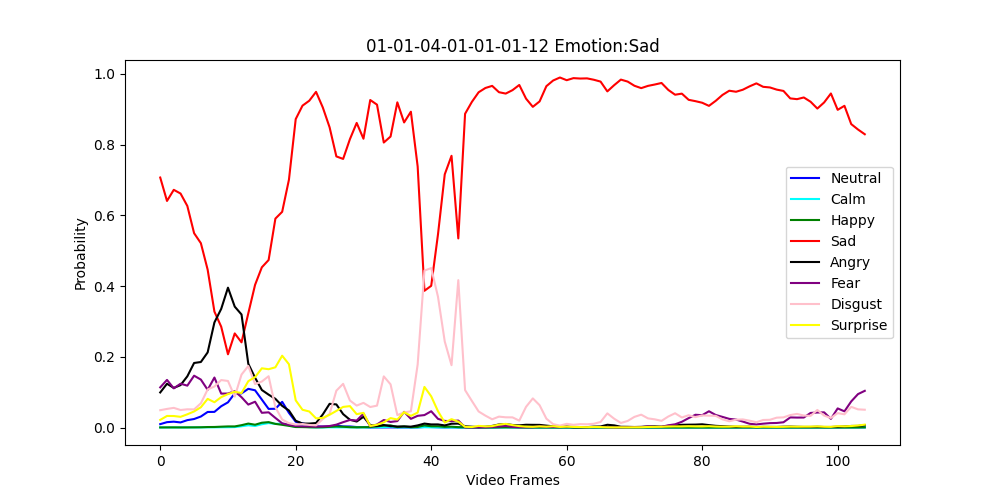 01-01-04-01-01-01-12 Emotion:Sad
1.0
0.8
0.6
0.4
0.2
0.0
Probability
0
20
40
60
80
100
Video Frames
Neutral
Calm
Happy
Sad
Angry
Fear
Disgust
Surprise